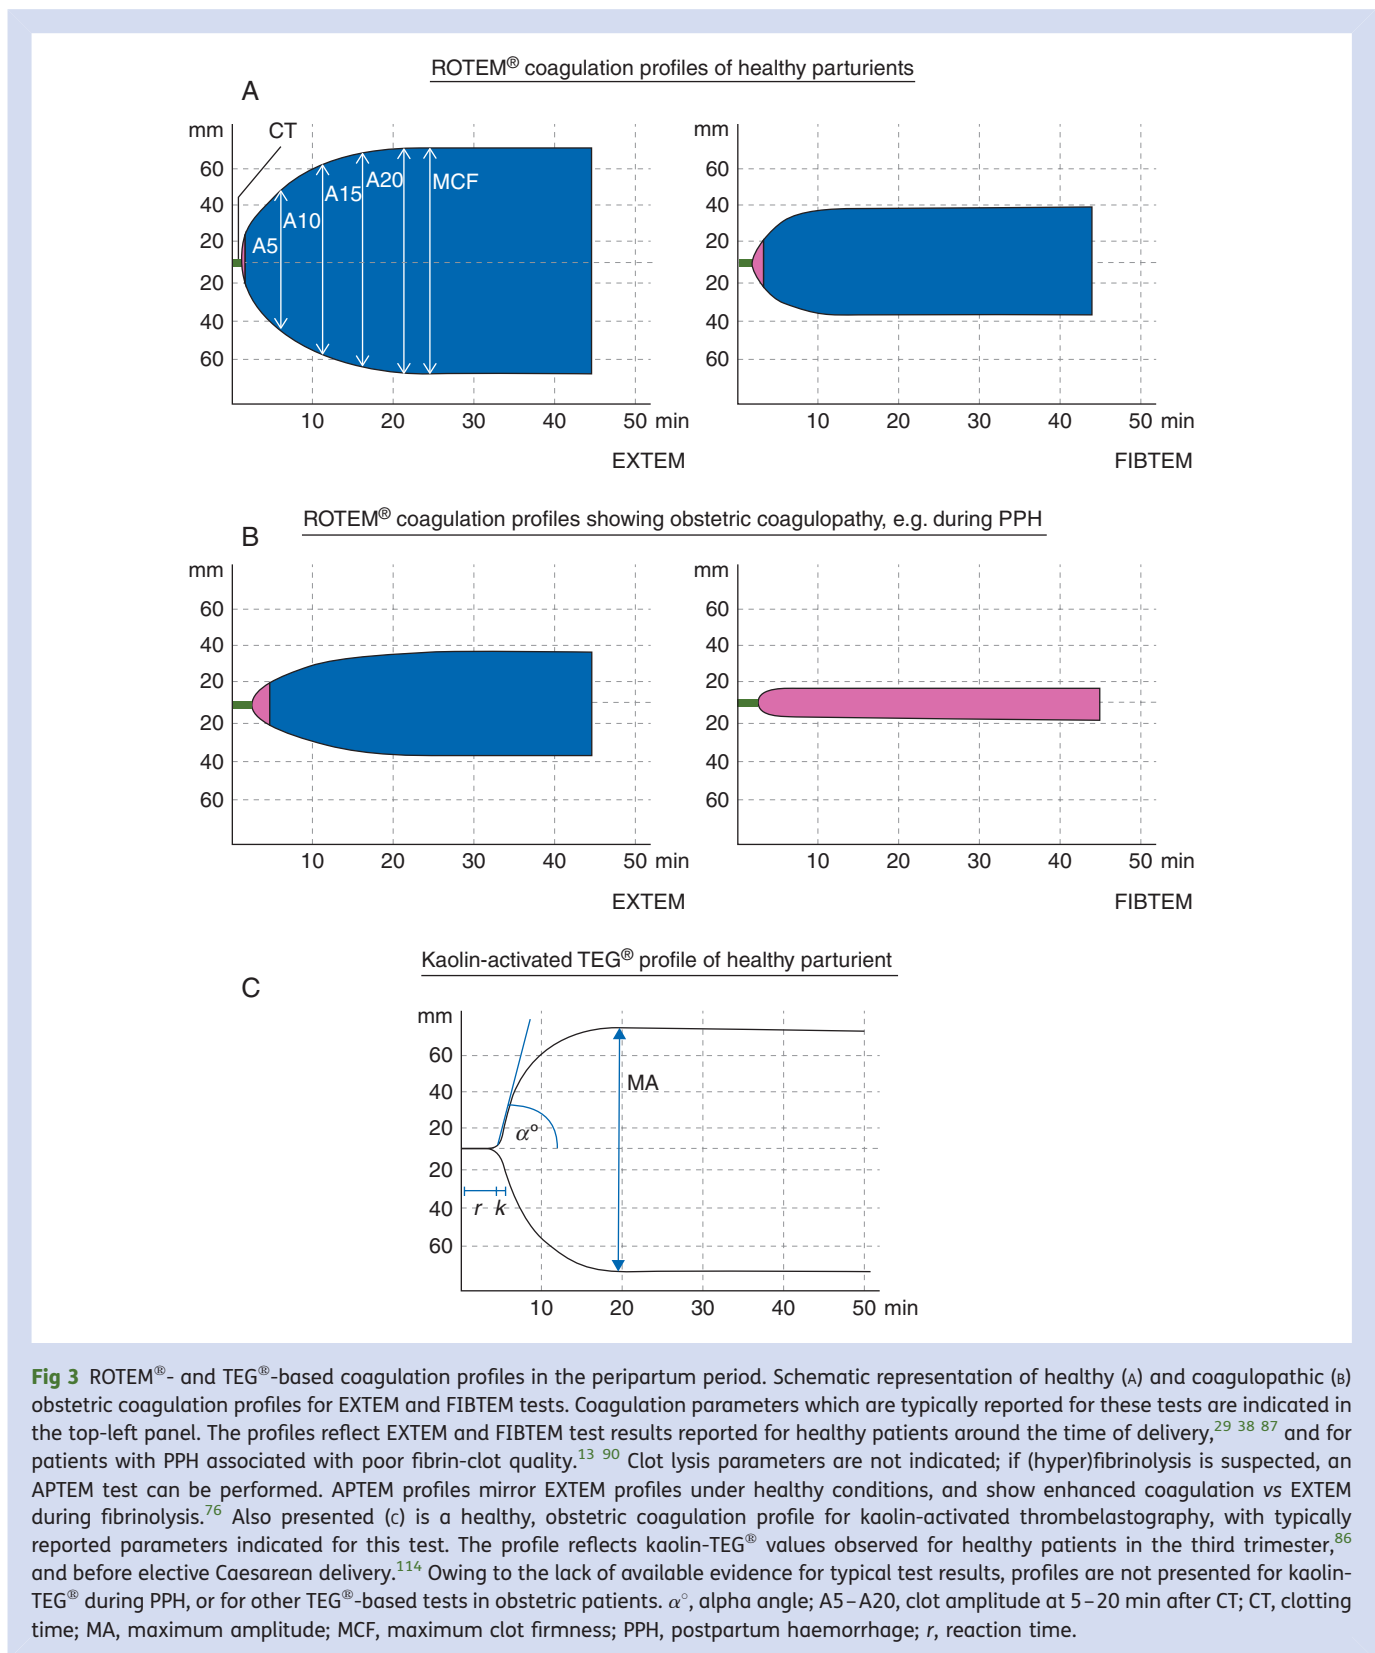 ROTEM® coagulation profiles of healthy parturients
A
mm
CT
60
40
20
20
40
60
A5
A10
A15
A20
MCF
10 20 30 40 50 min
EXTEM
mm
60
40
20
20
40
60
10 20 30 40 50 min
FIBTEM
ROTEM® coagulation profiles showing obstetric coagulopathy, e.g. during PPH
B
mm
60
40
20
20
40
60
10 20 30 40 50 min
EXTEM
mm
60
40
20
20
40
60
10 20 30 40 50 min
FIBTEM
Kaolin-activated TEG® profile of healthy parturient
C
mm
60
40
20
20
40
60
MA
α°
r k
10 20 30 40 50 min
Fig 3 ROTEM®- and TEG®-based coagulation profiles in the peripartum period. Schematic representation of healthy (A) and coagulopathic (B)
obstetric coagulation profiles for EXTEM and FIBTEM tests. Coagulation parameters which are typically reported for these tests are indicated in
the top-left panel. The profiles reflect EXTEM and FIBTEM test results reported for healthy patients around the time of delivery,29 38 87 and for
patients with PPH associated with poor fibrin-clot quality.13 90 Clot lysis parameters are not indicated; if (hyper)fibrinolysis is suspected, an
APTEM test can be performed. APTEM profiles mirror EXTEM profiles under healthy conditions, and show enhanced coagulation vs EXTEM
during fibrinolysis.76 Also presented (C) is a healthy, obstetric coagulation profile for kaolin-activated thrombelastography, with typically
reported parameters indicated for this test. The profile reflects kaolin-TEG® values observed for healthy patients in the third trimester,86
and before elective Caesarean delivery.114 Owing to the lack of available evidence for typical test results, profiles are not presented for kaolin-
TEG® during PPH, or for other TEG®-based tests in obstetric patients. α°, alpha angle; A5–A20, clot amplitude at 5–20 min after CT; CT, clotting
time; MA, maximum amplitude; MCF, maximum clot firmness; PPH, postpartum haemorrhage; r, reaction time.